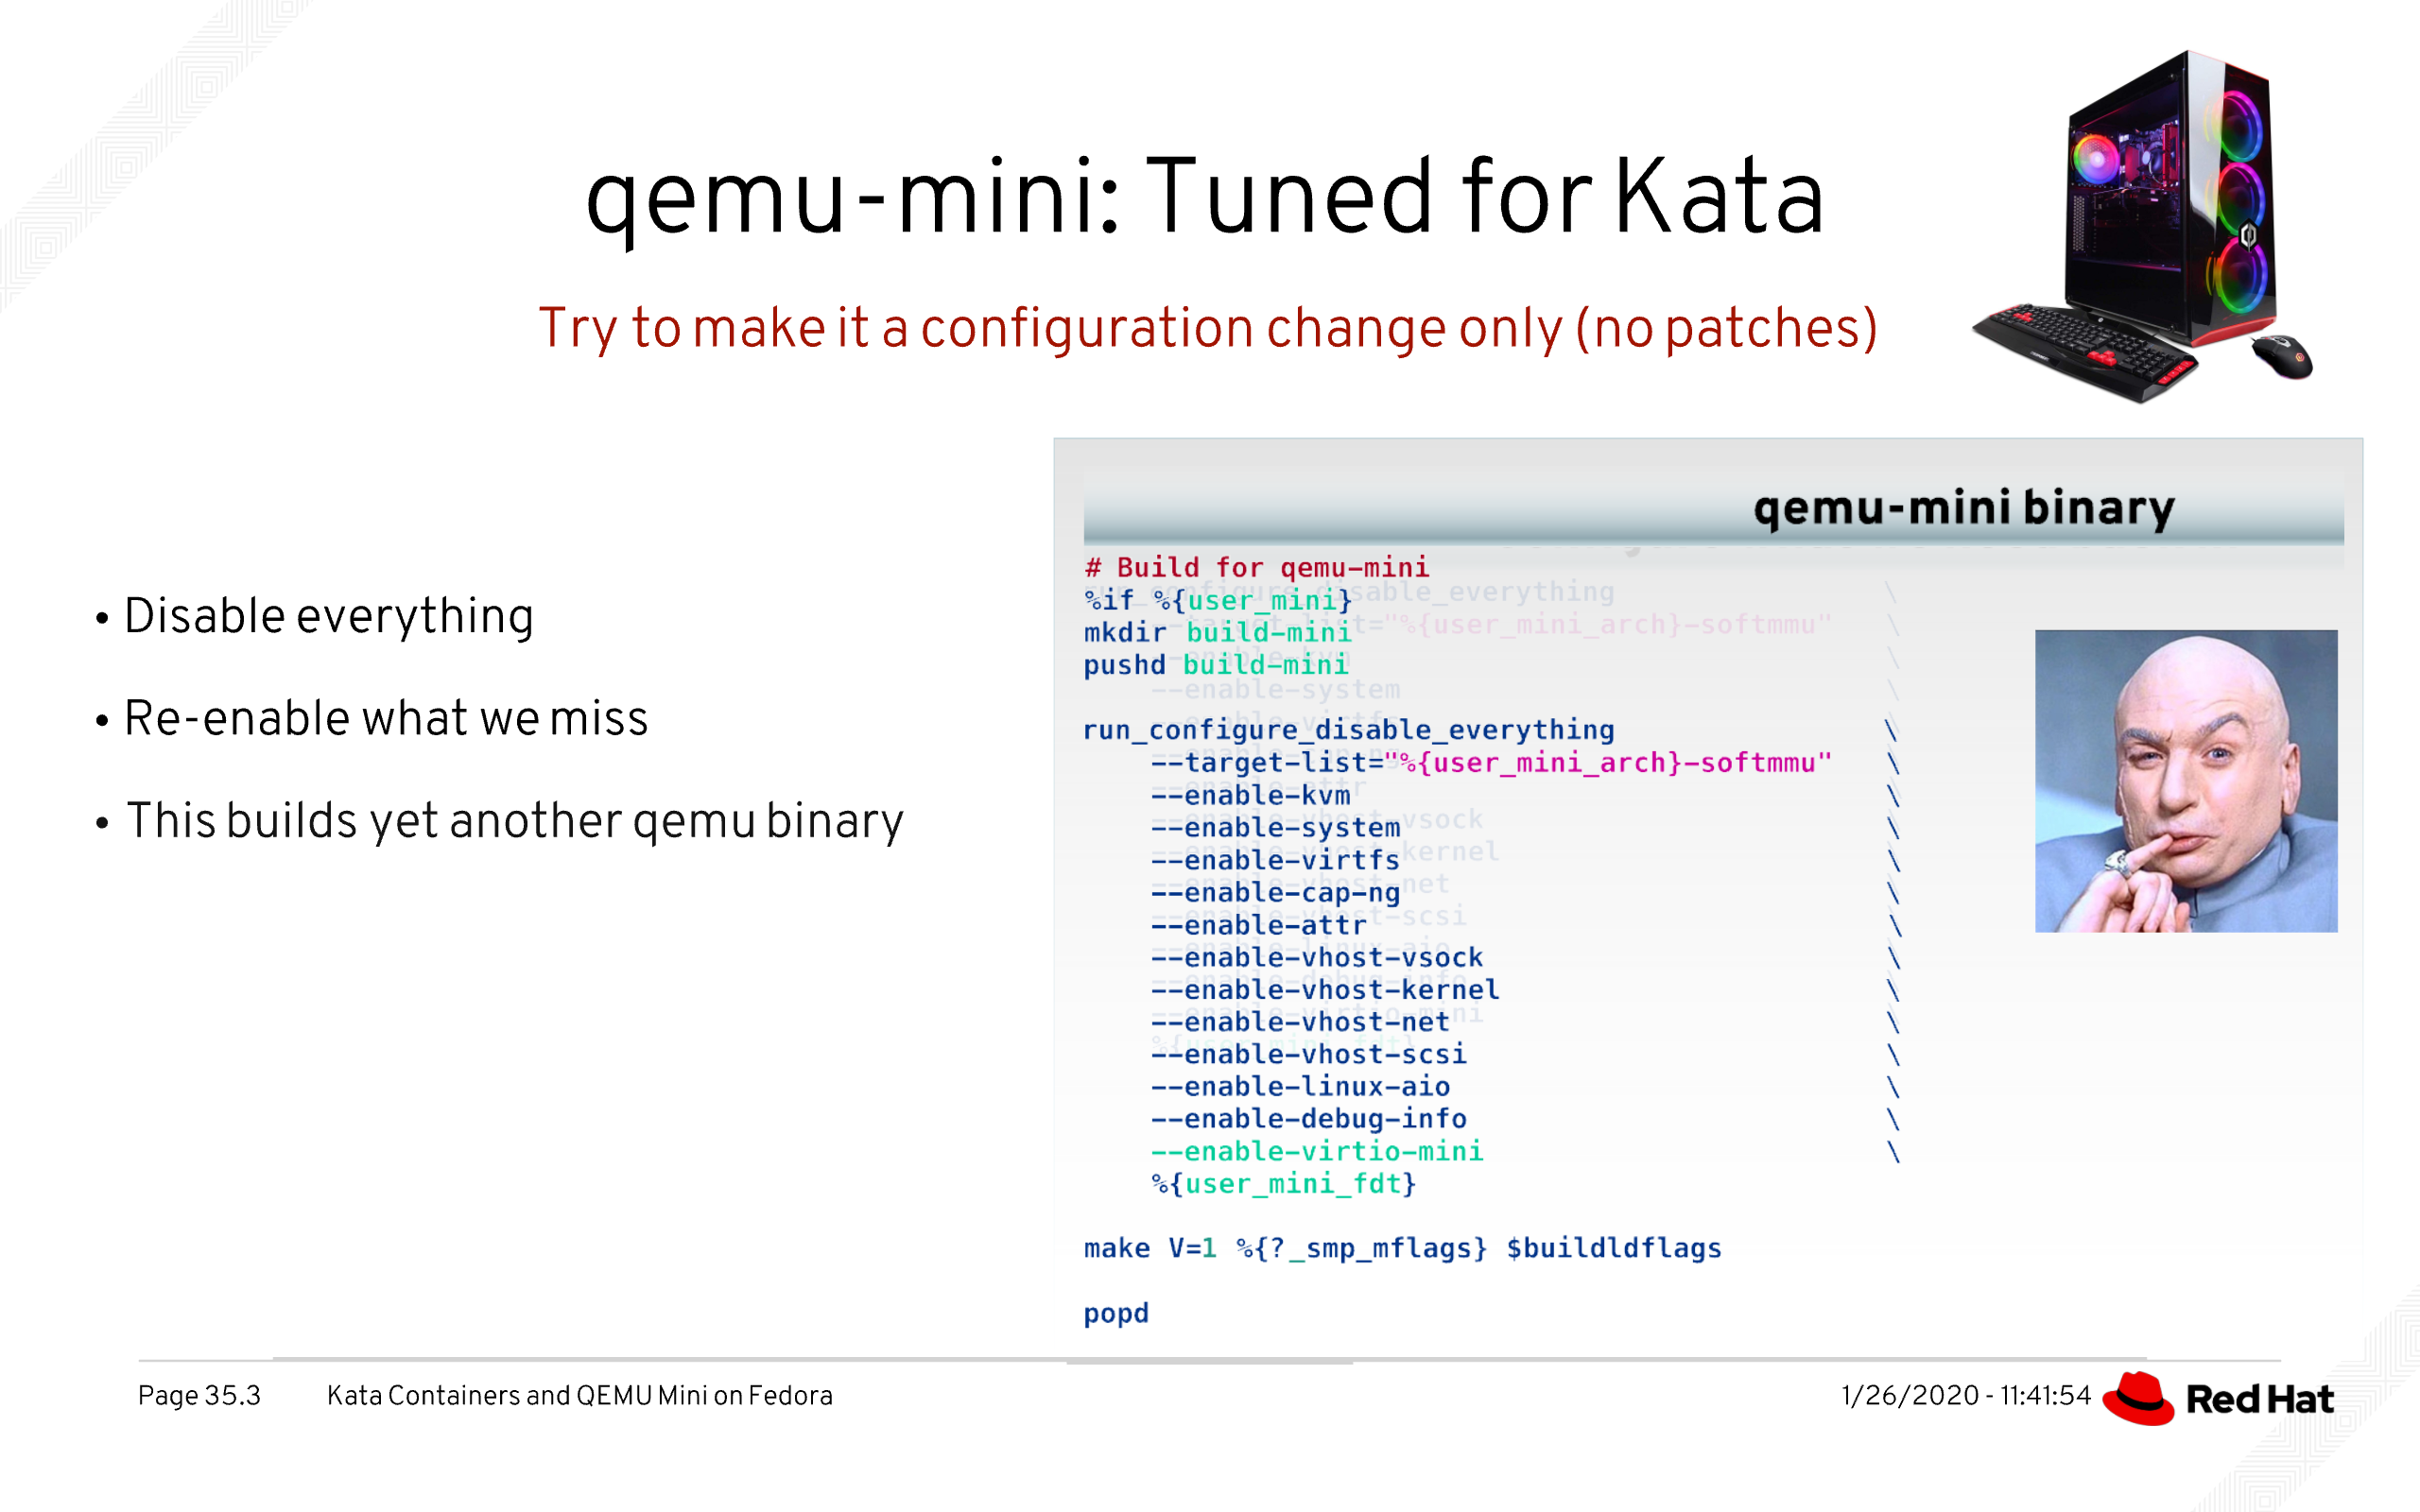 qemu-mini: Tuned for Kata
Try to make it a configuration change only (no patches)
• Disable everything
• Re-enable what we miss
• This builds yet another qemu binary
qemu-mini binary
# Build for qemu-mini
%if %{user_mini}
mkdir build-mini
pushd build-mini
run_configure_disable_everything \
--target-list="%{user_mini_arch}-softmmu" \
--enable-kvm \
--enable-system \
--enable-virtfs \
--enable-cap-ng \
--enable-attr \
--enable-vhost-vsock \
--enable-vhost-kernel \
--enable-vhost-net \
--enable-vhost-scsi \
--enable-linux-aio \
--enable-debug-info \
--enable-virtio-mini \
%{user_mini_fdt}
make V=1 %{?_smp_mflags} $buildldflags
popd
Page 35.3 Kata Containers and QEMU Mini on Fedora 1/26/2020 - 11:41:54 Red Hat